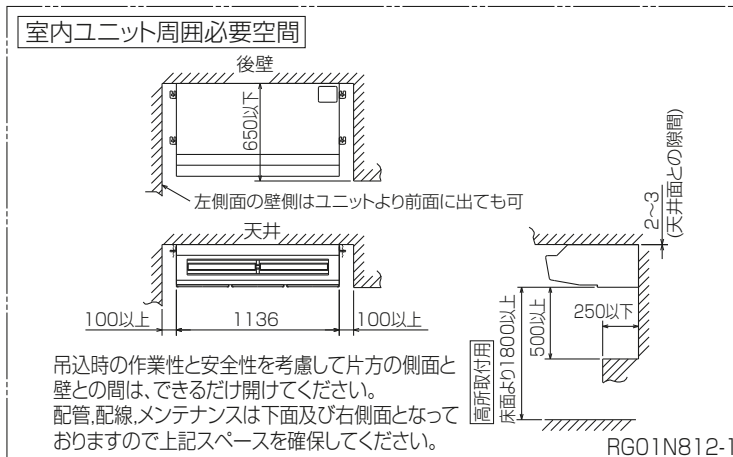 室内ユニット周囲必要空間
後壁
650以下
左側面の壁側はユニットより前面に出ても可
天井
100以上
1136
100以上
2~3
(天井面との隙間)
高所取付用
床面より1800以上
500以上
250以下
吊込時の作業性と安全性を考慮して片方の側面と
壁との間は、できるだけ開けてください。
配管,配線,メンテナンスは下面及び右側面となって
おりますので上記スペースを確保してください。
RG01N812-1